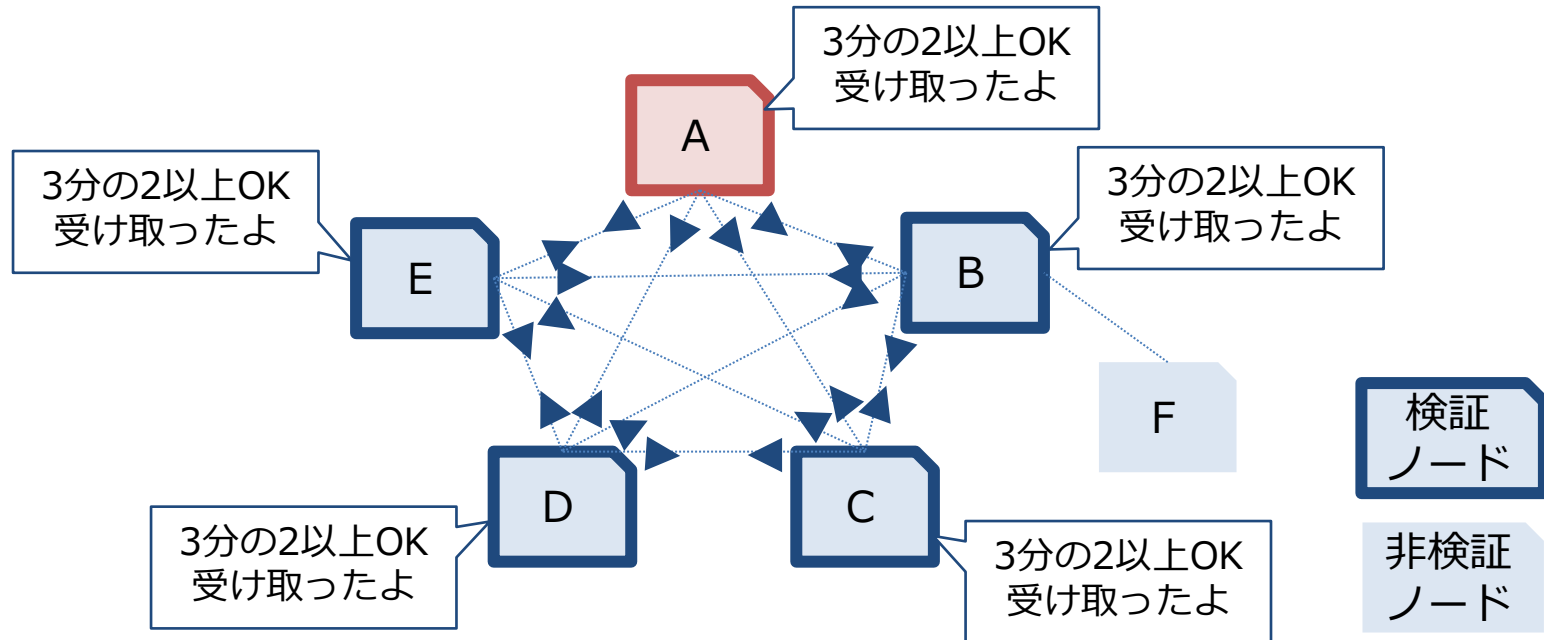 3分の2以上OK
受け取ったよ
A
3分の2以上OK
受け取ったよ
3分の2以上OK
受け取ったよ
E
B
F
検証
ノード
D
C
3分の2以上OK
受け取ったよ
3分の2以上OK
受け取ったよ
非検証
ノード